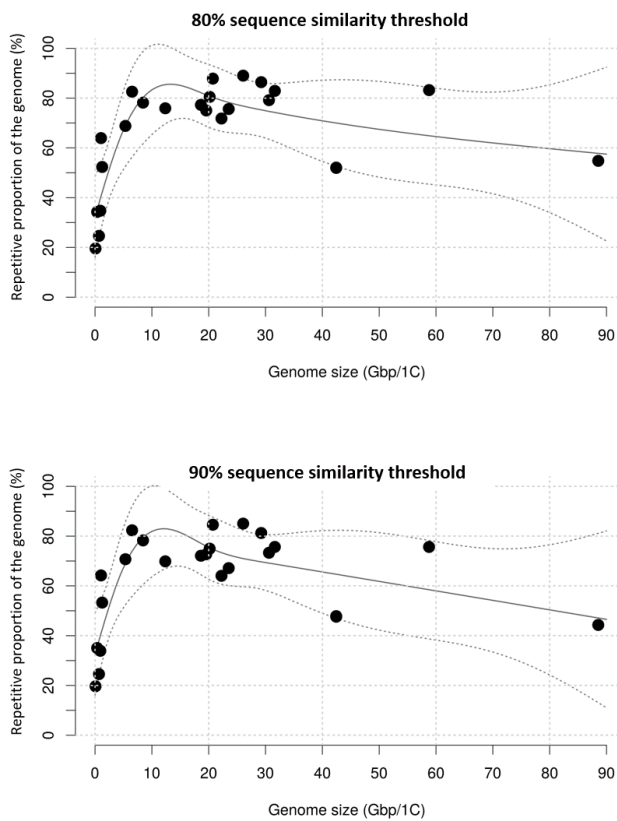 80% sequence similarity threshold
Repetitive proportion of the genome (%)
100
80
60
40
20
0
0 10 20 30 40 50 60 70 80 90
Genome size (Gbp/1C)
90% sequence similarity threshold
Repetitive proportion of the genome (%)
100
80
60
40
20
0
0 10 20 30 40 50 60 70 80 90
Genome size (Gbp/1C)